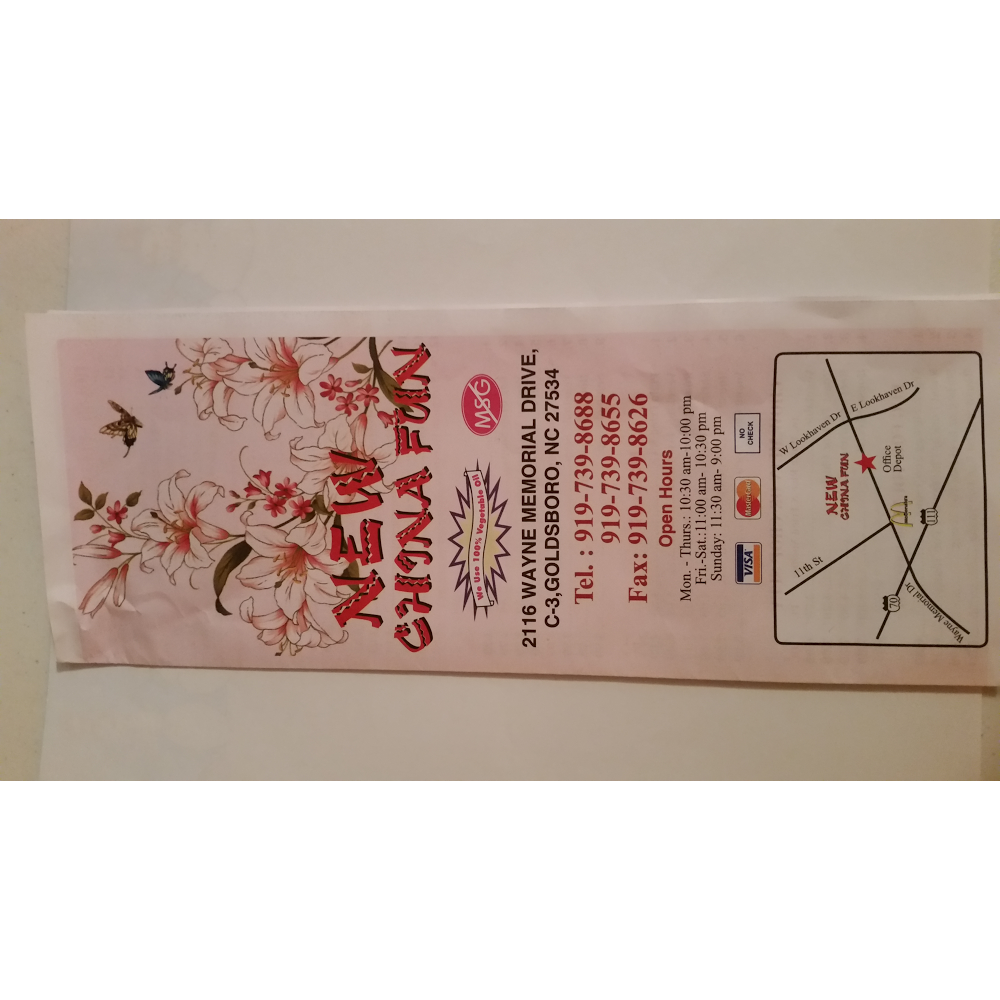 NEW
CHINA FUN
We Use 100% Vegetable Oil
MSG
2116 WAYNE MEMORIAL DRIVE,
C-3,GOLDSBORO, NC 27534
Tel. : 919-739-8688
919-739-8655
Fax: 919-739-8626
Open Hours
Mon. - Thurs.: 10:30 am-10:00 pm
Fri.-Sat.:11:00 am- 10:30 pm
Sunday: 11:30 am- 9:00 pm
VISA
MasterCard
NO
CHECK
W Lookhaven Dr
E Lookhaven Dr
NEW
CHINA FUN
Office
Depot
11th St
70
Wayne Memorial Dr